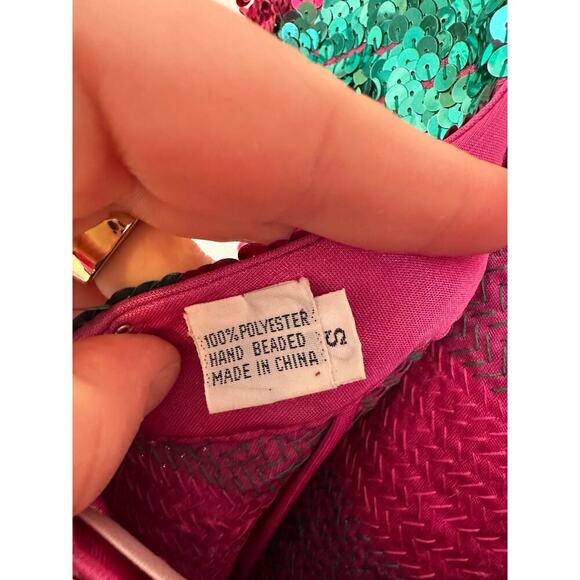 100% POLYESTER
HAND BEADED
MADE IN CHINA
S